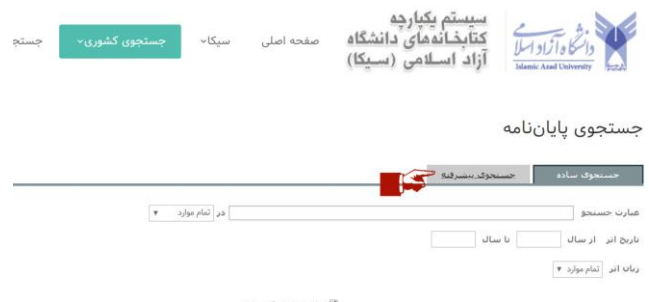 سیستم یکپارچه
کتابخانه‌های دانشگاه
آزاد اسلامی (سیکا)
دانشگاه آزاد اسلامی
Islamic Azad University
صفحه اصلی
سیکا
جستجوی کشوری
جستج
جستجوی پایان‌نامه
جستجوی ساده
جستجوی پیشرفته
عبارت جستجو در تمام موارد
تاریخ اثر از سال تا سال
زبان اثر تمام موارد